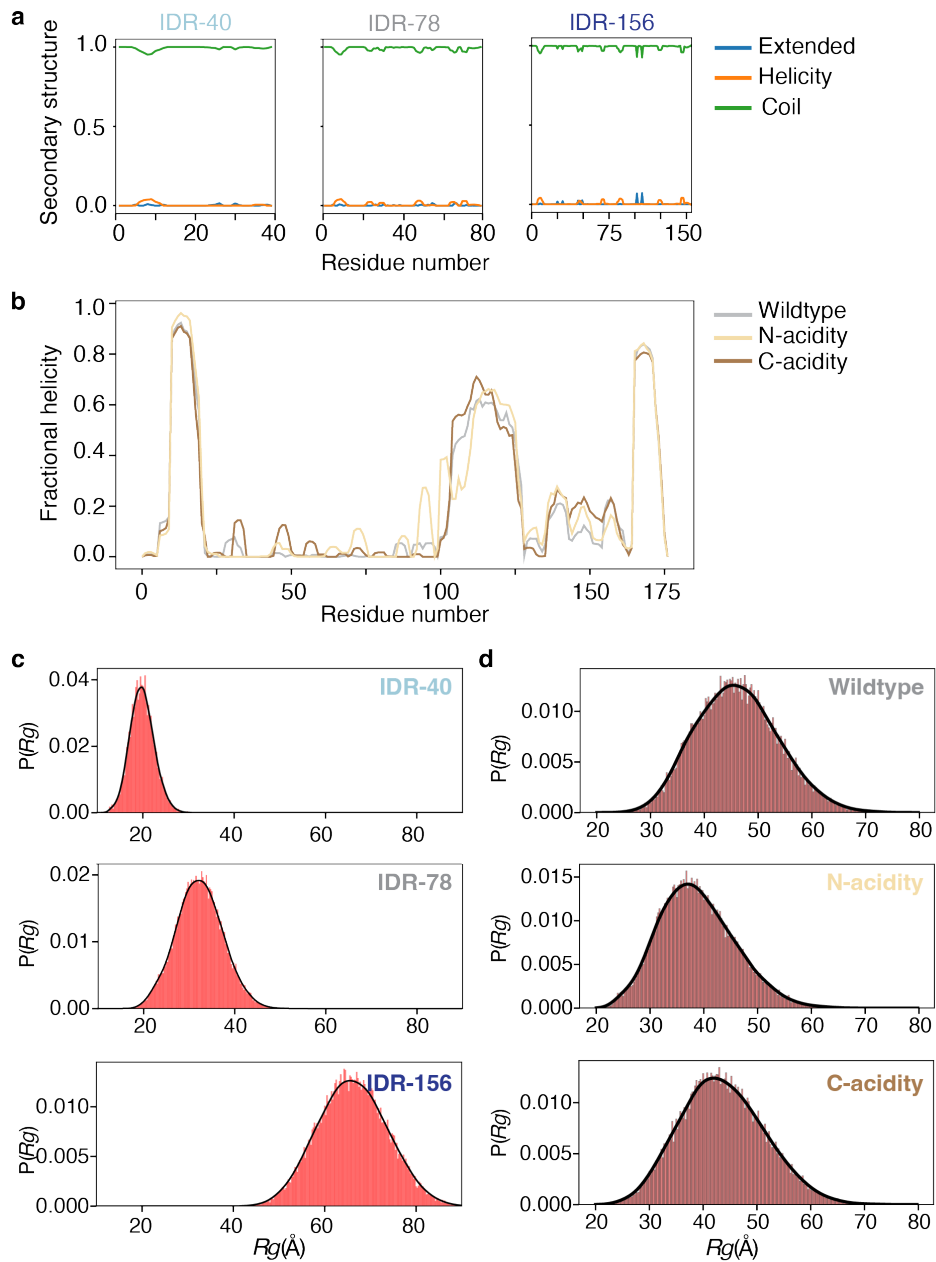 a
IDR-40
IDR-78
IDR-156
Secondary structure
1.0
0.5
0.0
0 20 40
0 40 80
0 75 150
Residue number
Extended
Helicity
Coil
b
Fractional helicity
1.0
0.8
0.6
0.4
0.2
0.0
0 50 100 150 175
Residue number
Wildtype
N-acidity
C-acidity
c
IDR-40
P(Rg)
0.04
0.02
0.00
20 40 60 80
IDR-78
P(Rg)
0.02
0.01
0.00
20 40 60 80
IDR-156
P(Rg)
0.010
0.005
0.000
20 40 60 80
Rg(Å)
d
Wildtype
P(Rg)
0.010
0.005
0.000
20 30 40 50 60 70 80
N-acidity
P(Rg)
0.015
0.010
0.005
0.000
20 30 40 50 60 70 80
C-acidity
P(Rg)
0.010
0.005
0.000
20 30 40 50 60 70 80
Rg(Å)